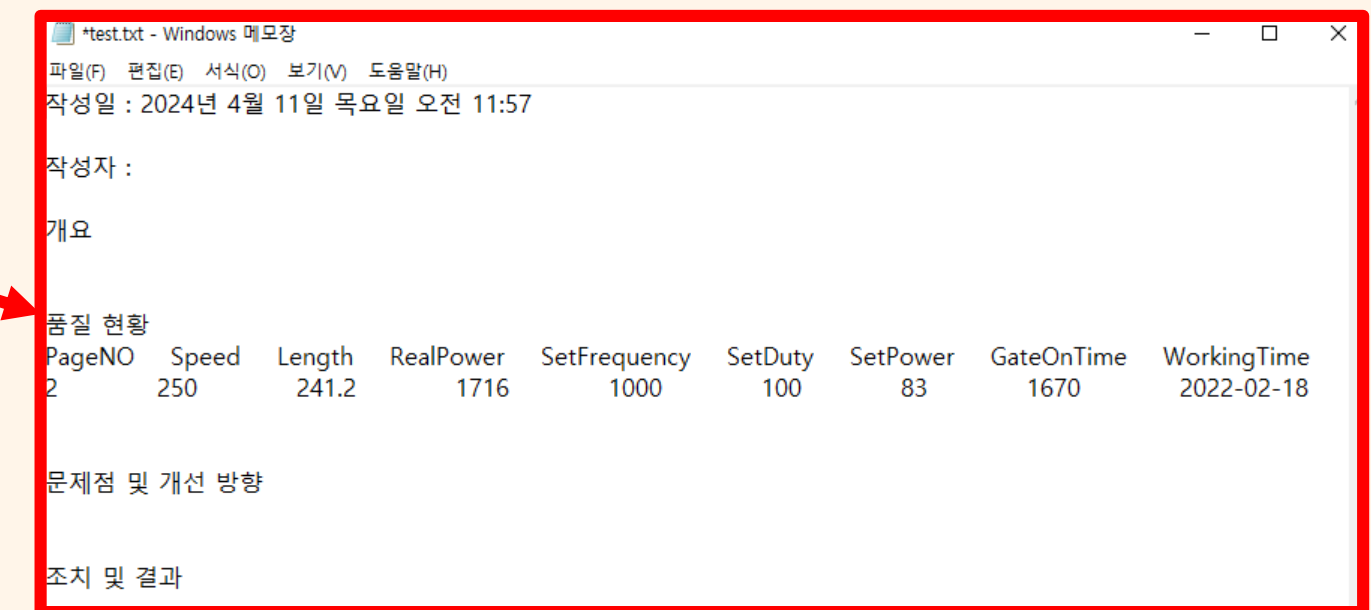 *test.txt - Windows 메모장
파일(F) 편집(E) 서식(O) 보기(V) 도움말(H)
작성일 : 2024년 4월 11일 목요일 오전 11:57
작성자 :
개요
품질 현황
PageNO Speed Length RealPower SetFrequency SetDuty SetPower GateOnTime WorkingTime
2 250 241.2 1716 1000 100 83 1670 2022-02-18
문제점 및 개선 방향
조치 및 결과